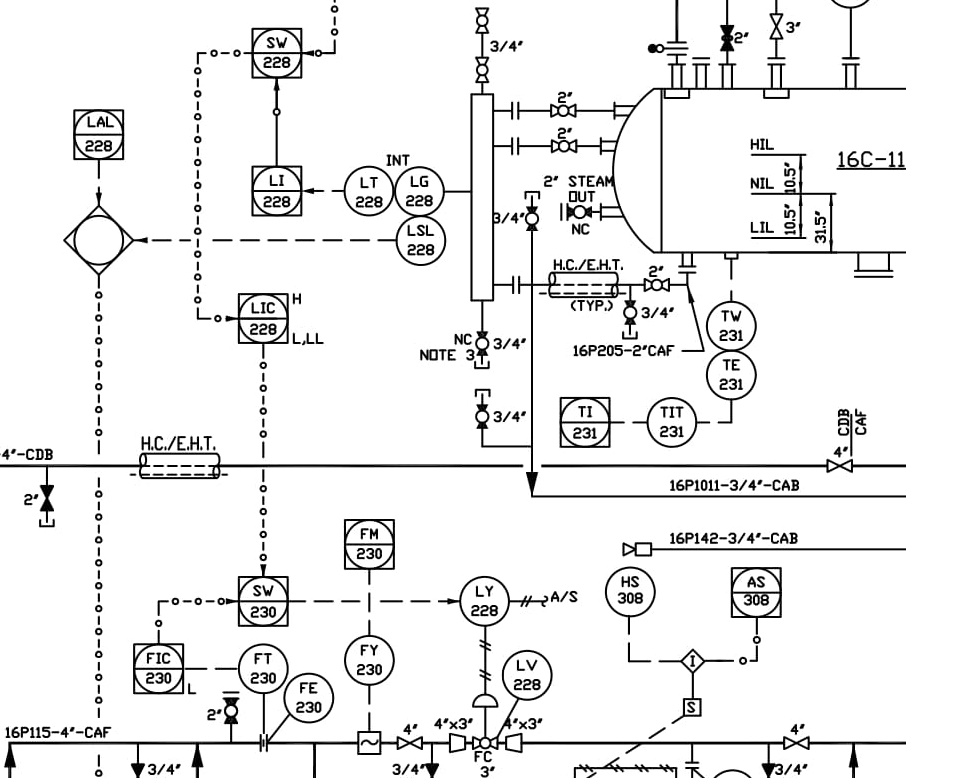 SW
228
3/4"
2"
3"
LAL
228
2"
2"
INT
LI
228
LT
228
LG
228
LSL
228
HIL
NIL
LIL
10.5"
10.5"
31.5"
16C-11
2" STEAM
OUT
NC
3/4"
H.C./E.H.T.
(TYP.)
2"
3/4"
16P205-2"CAF
LIC
228
H
L,LL
NC
NOTE 3
3/4"
3/4"
TW
231
TE
231
TI
231
TIT
231
4"-CDB
H.C./E.H.T.
2"
4"
CDB
CAF
16P1011-3/4"-CAB
16P142-3/4"-CAB
FM
230
SW
230
LY
228
A/S
HS
308
AS
308
FIC
230
L
FT
230
FE
230
FY
230
LV
228
I
S
2"
16P115-4"-CAF
4"
4"x3"
4"x3"
FC
3"
4"
3/4"
3/4"
3/4"